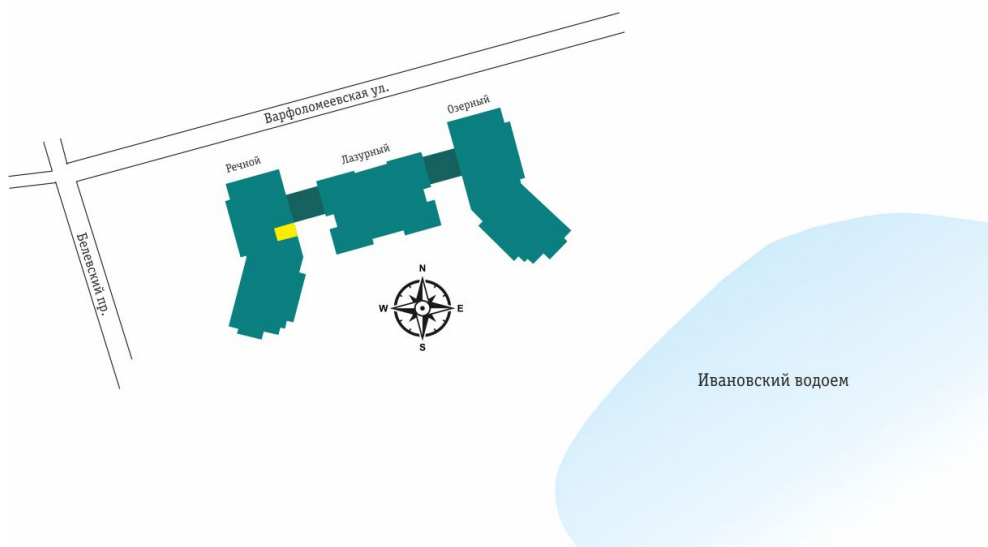 Варфоломеевская ул.
Озерный
Лазурный
Речной
Белевский пр.
N
W
E
S
Ивановский водоем